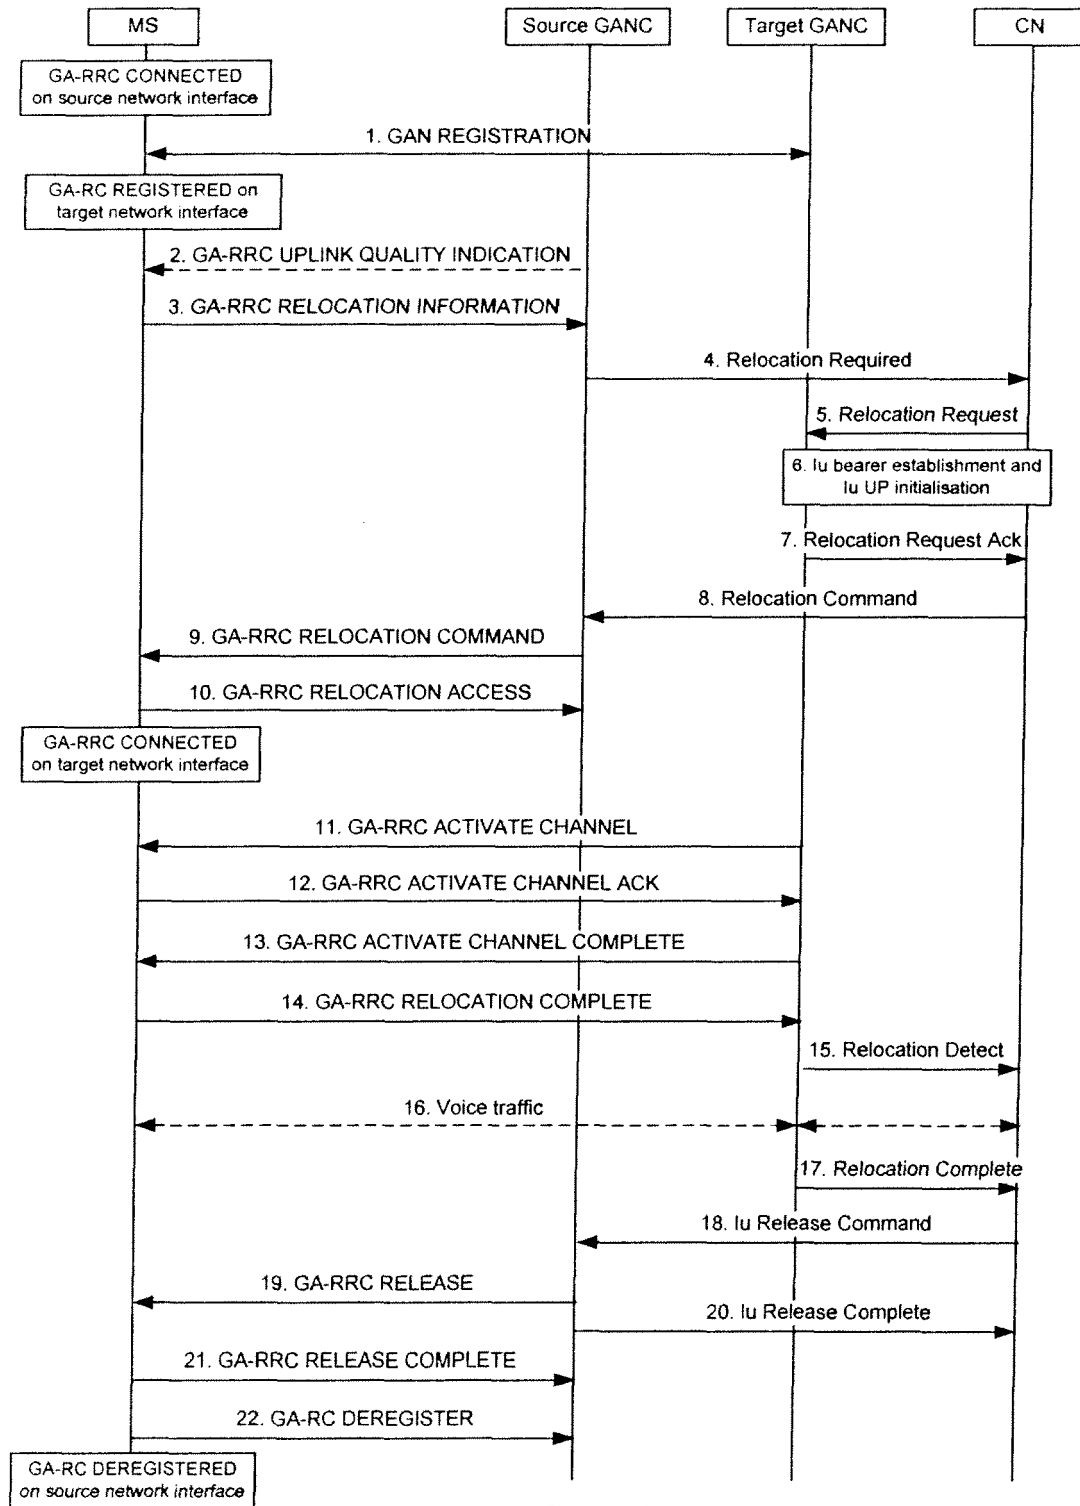 MS
Source GANC
Target GANC
CN
GA-RRC CONNECTED
on source network interface
1. GAN REGISTRATION
GA-RC REGISTERED on
target network interface
2. GA-RRC UPLINK QUALITY INDICATION
3. GA-RRC RELOCATION INFORMATION
4. Relocation Required
5. Relocation Request
6. Iu bearer establishment and
Iu UP initialisation
7. Relocation Request Ack
8. Relocation Command
9. GA-RRC RELOCATION COMMAND
10. GA-RRC RELOCATION ACCESS
GA-RRC CONNECTED
on target network interface
11. GA-RRC ACTIVATE CHANNEL
12. GA-RRC ACTIVATE CHANNEL ACK
13. GA-RRC ACTIVATE CHANNEL COMPLETE
14. GA-RRC RELOCATION COMPLETE
15. Relocation Detect
16. Voice traffic
17. Relocation Complete
18. Iu Release Command
19. GA-RRC RELEASE
20. Iu Release Complete
21. GA-RRC RELEASE COMPLETE
22. GA-RC DEREGISTER
GA-RC DEREGISTERED
on source network interface